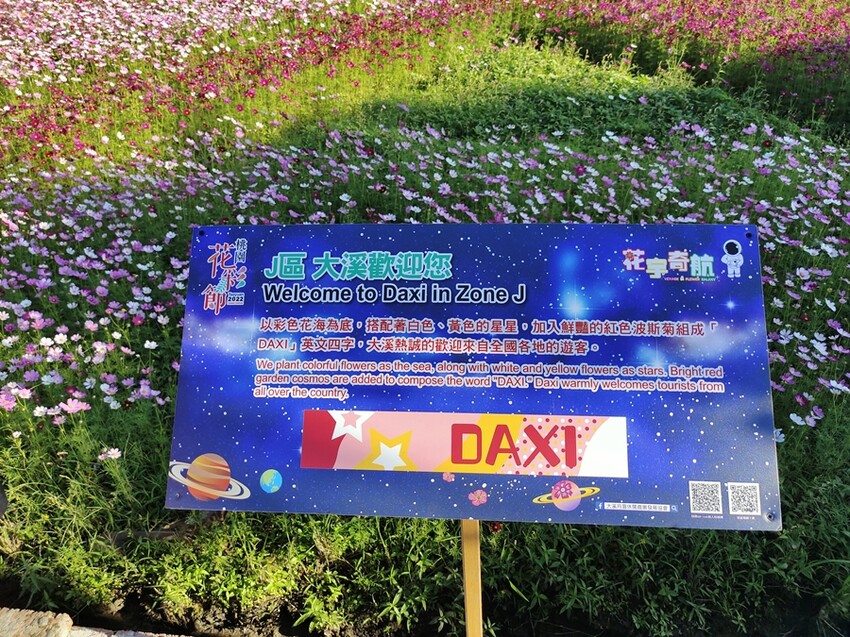 桃園
花彩節
2022
J區 大溪歡迎您
Welcome to Daxi in Zone J
花宇奇航
以彩色花海為底，搭配著白色、黃色的星星，加入鮮豔的紅色波斯菊組成「
DAXI」英文四字，大溪熱誠的歡迎來自全國各地的遊客。
We plant colorful flowers as the sea, along with white and yellow flowers as stars. Bright red
garden cosmos are added to compose the word "DAXI." Daxi warmly welcomes tourists from
all over the country.
DAXI